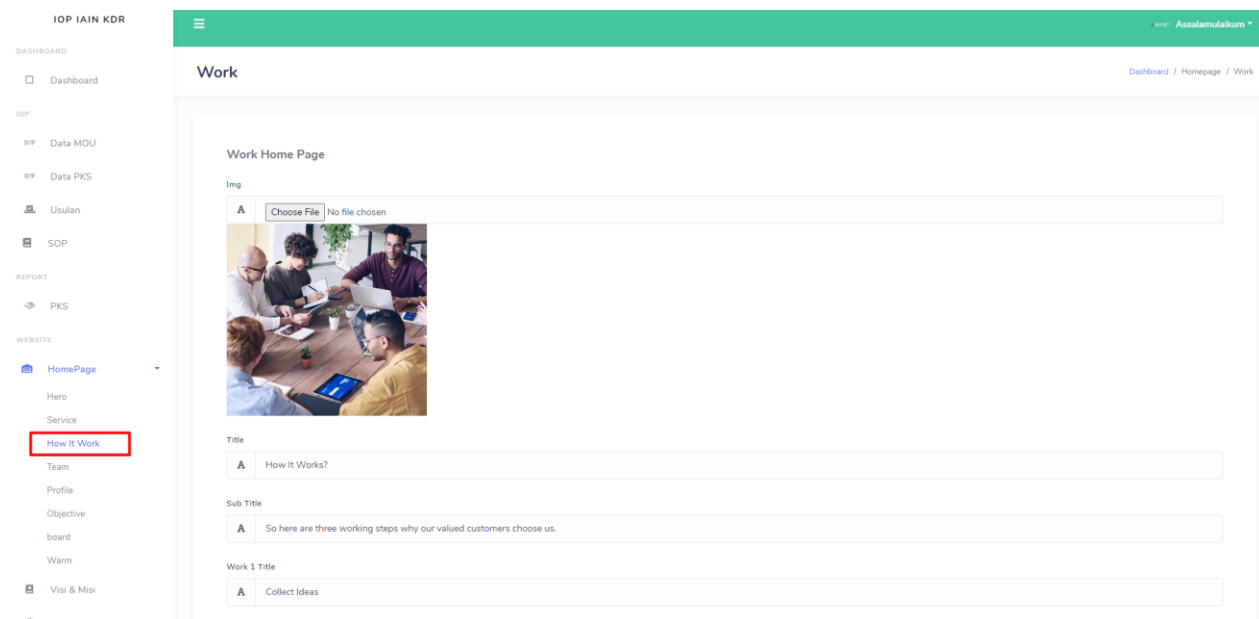 IOP IAIN KDR
Assalamulaikum
DASHBOARD
Dashboard
Work
Dashboard / Homepage / Work
IOP
Data MOU
Data PKS
Usulan
SOP
REPORT
PKS
WEBSITE
HomePage
Hero
Service
How It Work
Team
Profile
Objective
board
Warm
Visi & Misi
Work Home Page
Img
A Choose File No file chosen
Title
A How It Works?
Sub Title
A So here are three working steps why our valued customers choose us.
Work 1 Title
A Collect Ideas